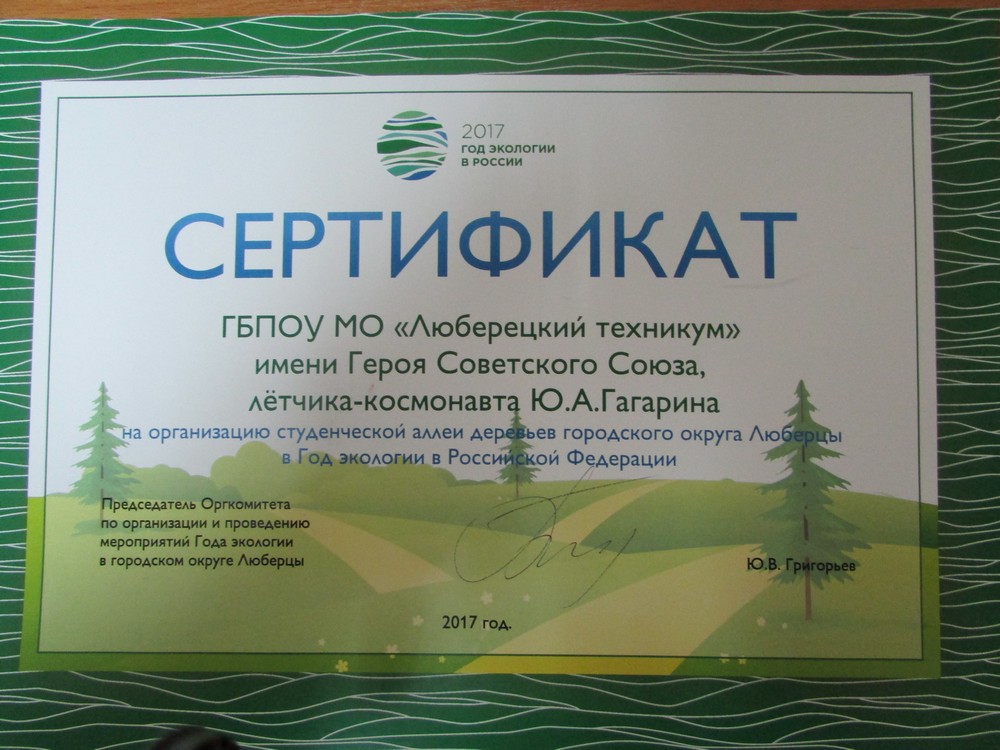 2017
ГОД ЭКОЛОГИИ
В РОССИИ
СЕРТИФИКАТ
ГБПОУ МО «Люберецкий техникум»
имени Героя Советского Союза,
лётчика-космонавта Ю.А.Гагарина
на организацию студенческой аллеи деревьев городского округа Люберцы
в Год экологии в Российской Федерации
Председатель Оргкомитета
по организации и проведению
мероприятий Года экологии
в городском округе Люберцы
Ю.В. Григорьев
2017 год.